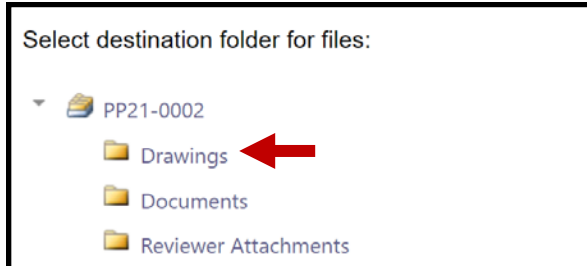 Select destination folder for files:
PP21-0002
Drawings
Documents
Reviewer Attachments